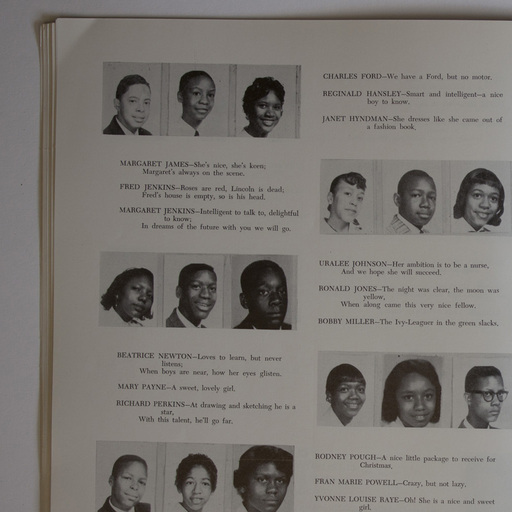 CHARLES FORD—We have a Ford, but no motor.
REGINALD HANSLEY—Smart and intelligent—a nice
boy to know.
JANET HYNDMAN—She dresses like she came out of
a fashion book.
MARGARET JAMES—She's nice, she's keen;
Margaret's always on the scene.
FRED JENKINS—Roses are red, Lincoln is dead;
Fred's house is empty, so is his head.
MARGARET JENKINS—Intelligent to talk to, delightful
to know;
In dreams of the future with you we will go.
URALEE JOHNSON—Her ambition is to be a nurse,
And we hope she will succeed.
RONALD JONES—The night was clear, the moon was
yellow,
When along came this very nice fellow.
BOBBY MILLER—The Ivy-Leaguer in the green slacks.
BEATRICE NEWTON—Loves to learn, but never
listens;
When boys are near, how her eyes glisten.
MARY PAYNE—A sweet, lovely girl.
RICHARD PERKINS—At drawing and sketching he is a
star,
With this talent, he'll go far.
RODNEY POUGH—A nice little package to receive for
Christmas.
FRAN MARIE POWELL—Crazy, but not lazy.
YVONNE LOUISE RAYE—Oh! She is a nice and sweet
girl.